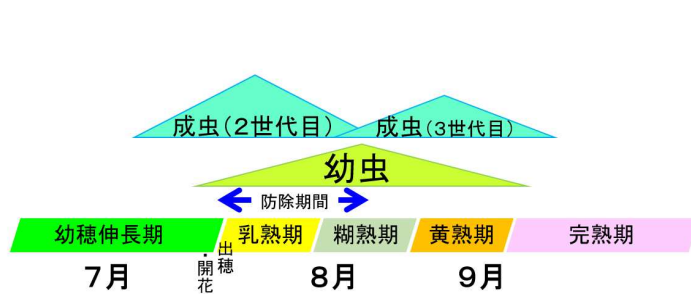 成虫（2世代目）
成虫（3世代目）
幼虫
防除期間
幼穂伸長期
乳熟期
糊熟期
黄熟期
完熟期
出穂
・開花
7月
8月
9月